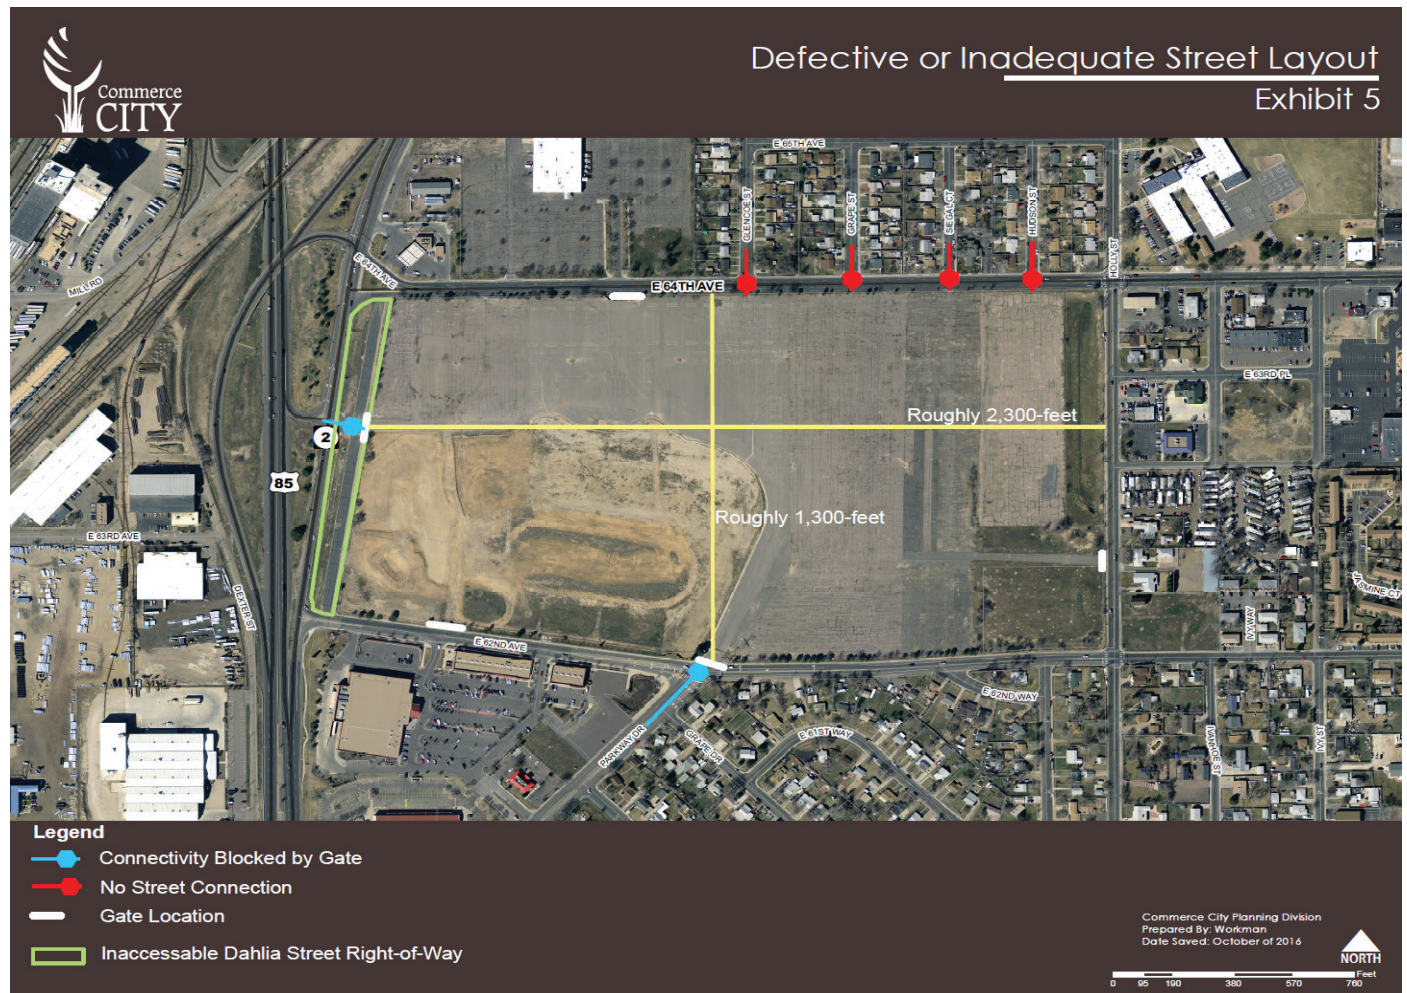 Commerce
CITY
Defective or Inadequate Street Layout
Exhibit 5
E 65TH AVE
GLENCOE ST
GRAPE ST
SIEGAL CT
HUDSON ST
HOLLY ST
MILL RD
E 64TH AVE
E 64TH AVE
E 63RD PL
Roughly 2,300-feet
2
85
Roughly 1,300-feet
E 63RD AVE
DEXTER ST
JASMINE CT
IVY WAY
E 62ND AVE
E 62ND WAY
PARKWAY DR
GRAPE DR
E 61ST WAY
IVANHOE ST
IVY ST
Legend
Connectivity Blocked by Gate
No Street Connection
Gate Location
Inaccessable Dahlia Street Right-of-Way
Commerce City Planning Division
Prepared By: Workman
Date Saved: October of 2016
NORTH
Feet
0 95 190 380 570 760